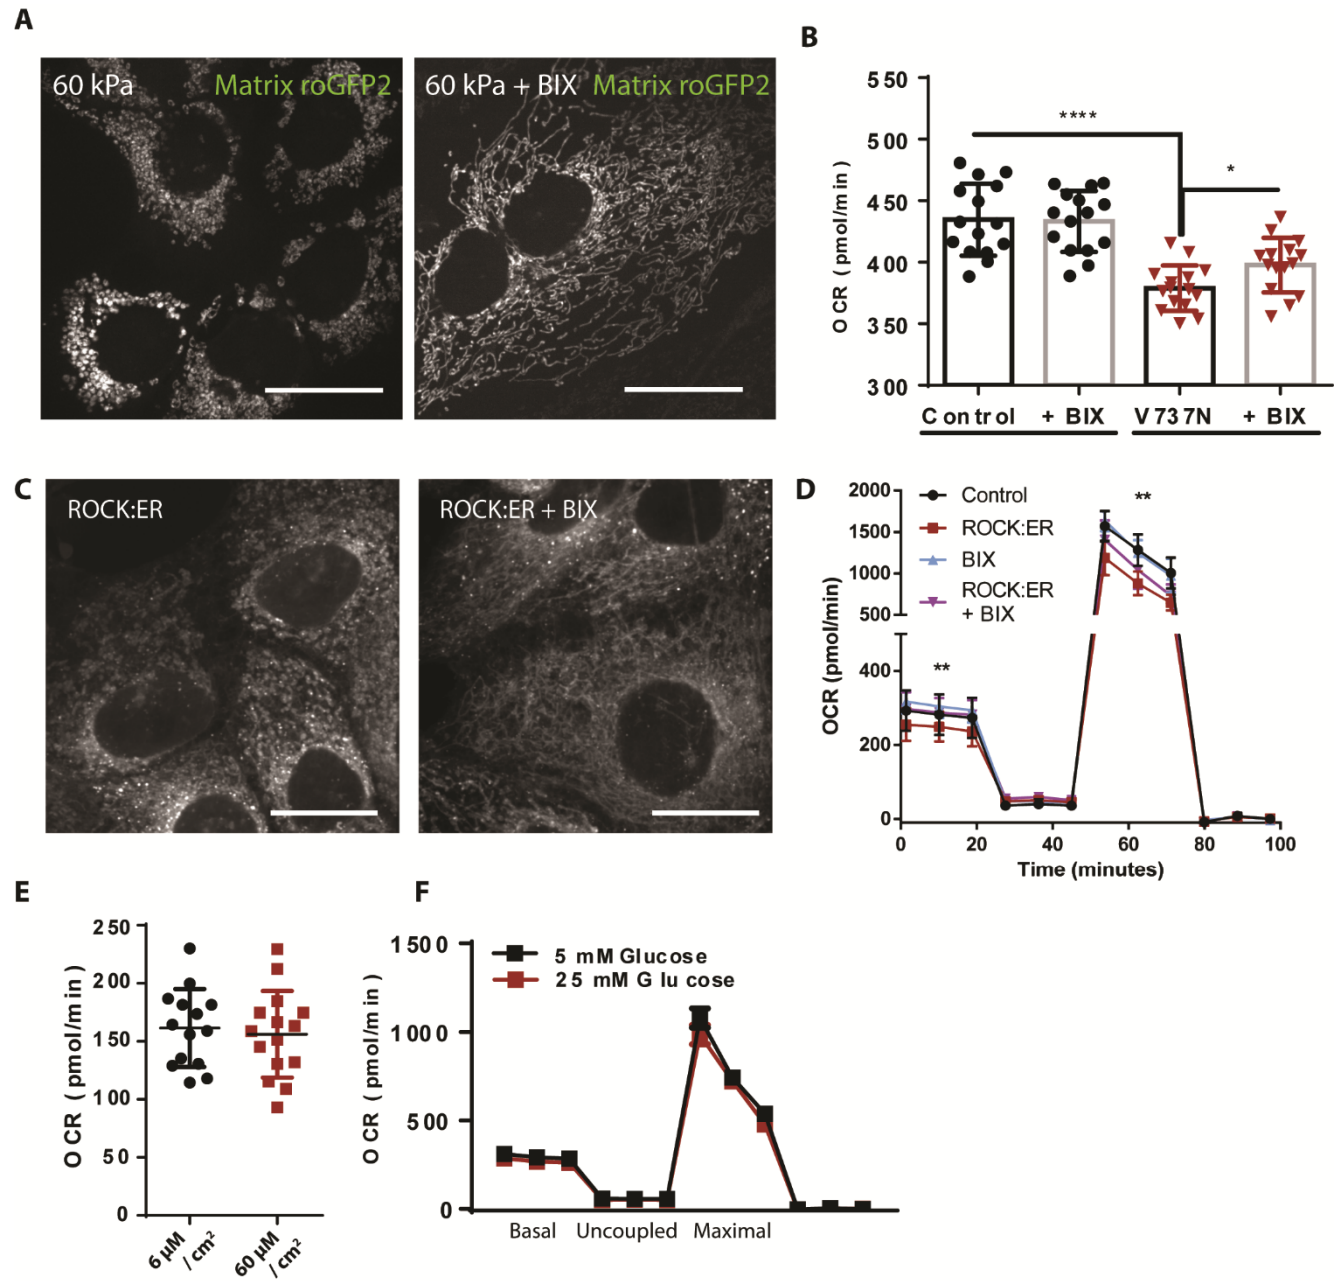 A
60 kPa
Matrix roGFP2
60 kPa + BIX
Matrix roGFP2
B
550
500
450
400
350
300
OCR (pmol/min)
****
*
Control
+ BIX
V737N
+ BIX
C
ROCK:ER
ROCK:ER + BIX
D
2000
1500
1000
500
400
200
0
OCR (pmol/min)
Control
ROCK:ER
BIX
ROCK:ER
+ BIX
**
**
0 20 40 60 80 100
Time (minutes)
E
250
200
150
100
50
0
OCR (pmol/min)
6 µM
/ cm²
60 µM
/ cm²
F
1500
1000
500
0
OCR (pmol/min)
5 mM Glucose
25 mM Glucose
Basal
Uncoupled
Maximal